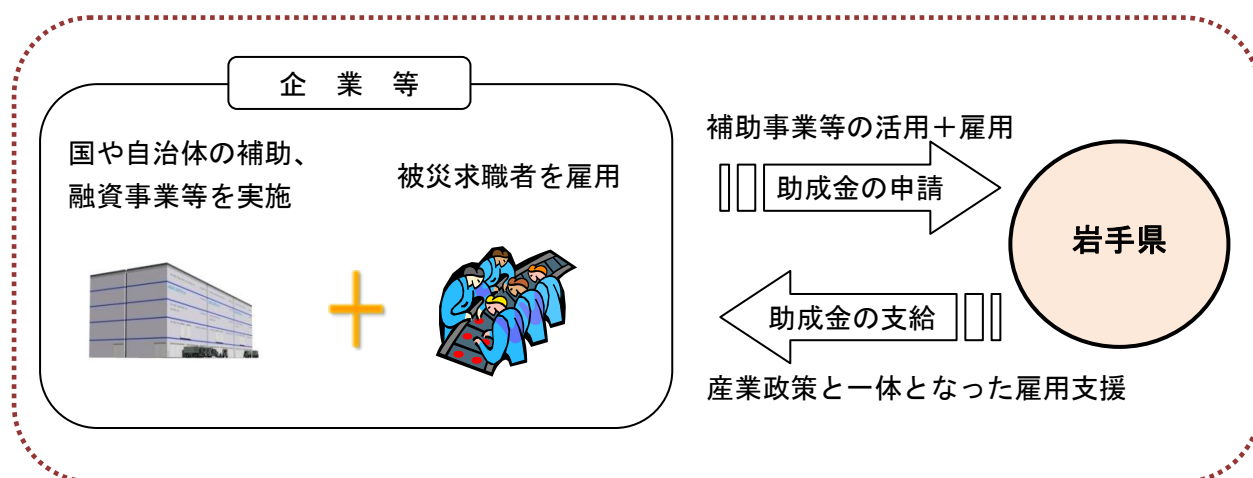 企 業 等
国や自治体の補助、
融資事業等を実施
被災求職者を雇用
補助事業等の活用＋雇用
助成金の申請
岩手県
助成金の支給
産業政策と一体となった雇用支援